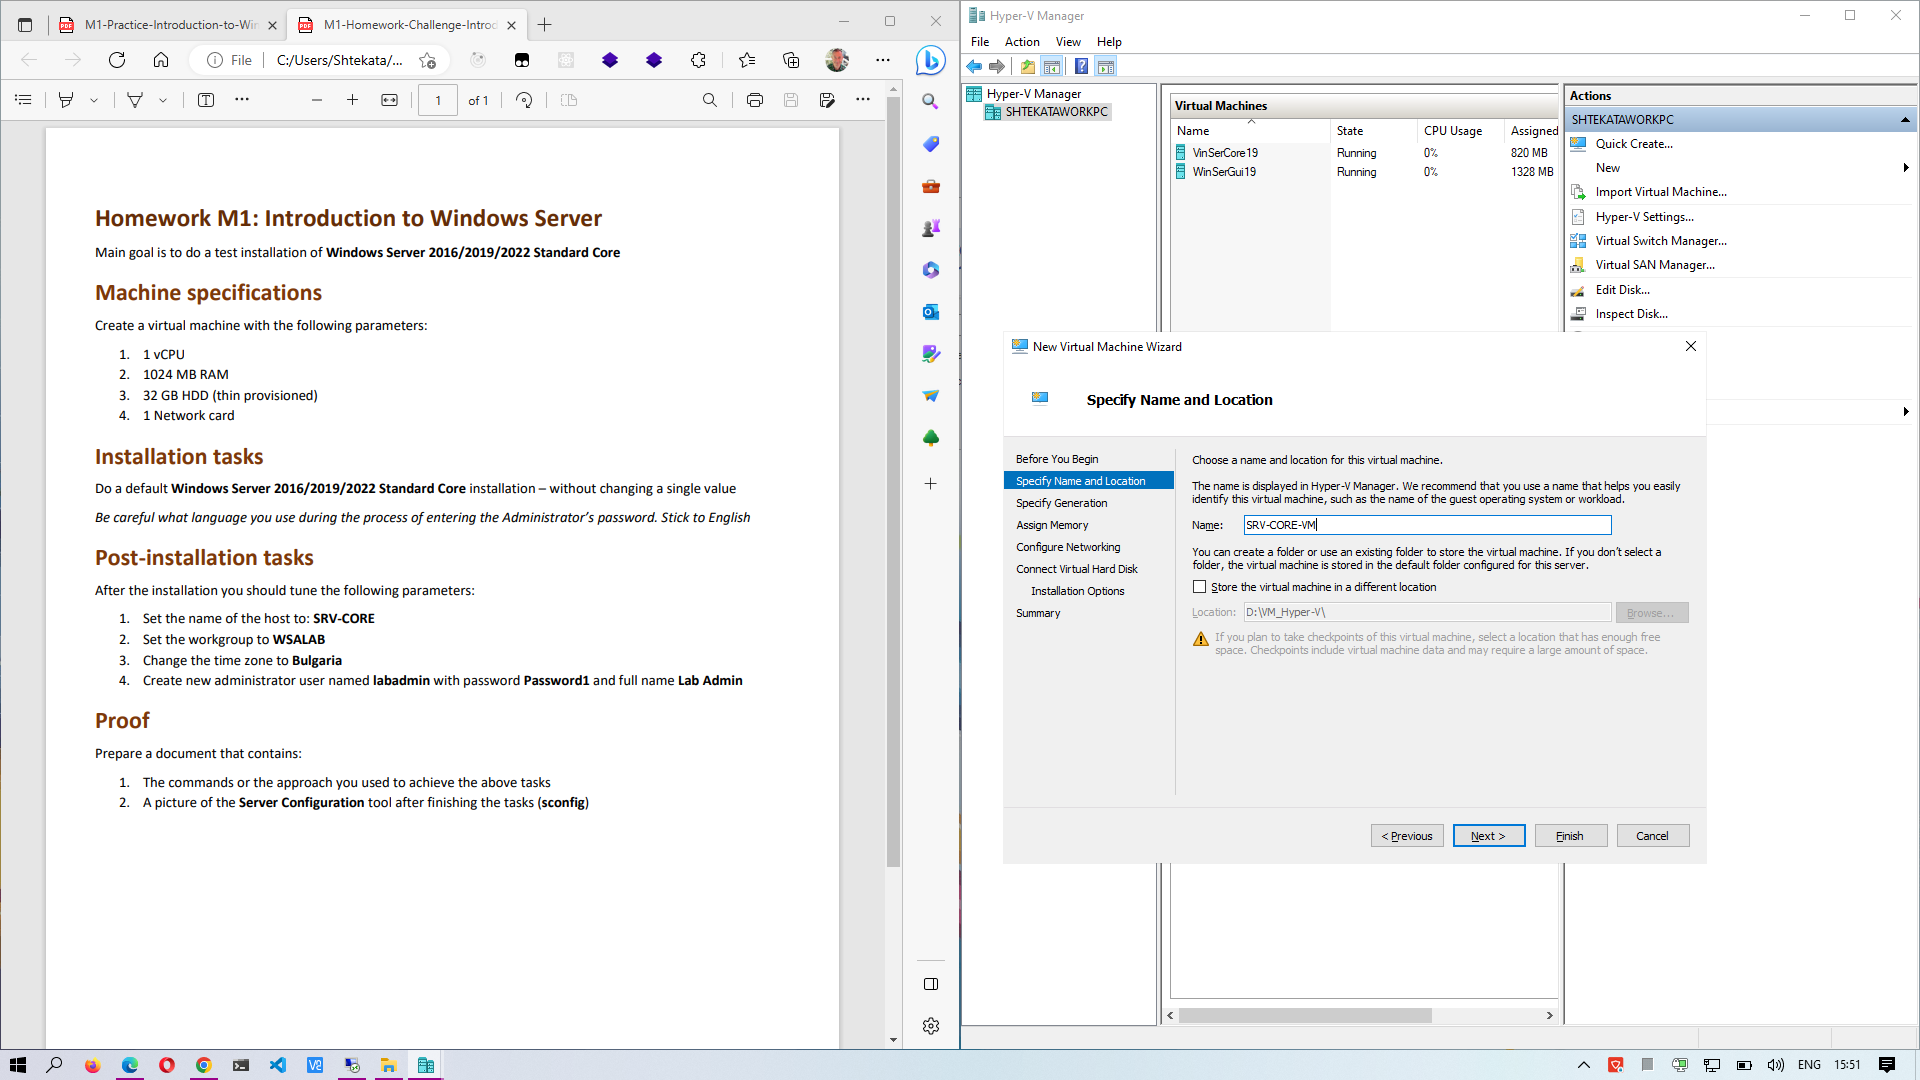 M1-Practice-Introduction-to-Win
M1-Homework-Challenge-Introd
File
C:/Users/Shtekata/...
1
of 1
Homework M1: Introduction to Windows Server
Main goal is to do a test installation of Windows Server 2016/2019/2022 Standard Core
Machine specifications
Create a virtual machine with the following parameters:
1. 1 vCPU
2. 1024 MB RAM
3. 32 GB HDD (thin provisioned)
4. 1 Network card
Installation tasks
Do a default Windows Server 2016/2019/2022 Standard Core installation – without changing a single value
Be careful what language you use during the process of entering the Administrator's password. Stick to English
Post-installation tasks
After the installation you should tune the following parameters:
1. Set the name of the host to: SRV-CORE
2. Set the workgroup to WSALAB
3. Change the time zone to Bulgaria
4. Create new administrator user named labadmin with password Password1 and full name Lab Admin
Proof
Prepare a document that contains:
1. The commands or the approach you used to achieve the above tasks
2. A picture of the Server Configuration tool after finishing the tasks (sconfig)
Hyper-V Manager
File Action View Help
Hyper-V Manager
SHTEKATAWORKPC
Virtual Machines
Name State CPU Usage Assigned
VinSerCore19 Running 0% 820 MB
WinSerGui19 Running 0% 1328 MB
Actions
SHTEKATAWORKPC
Quick Create...
New
Import Virtual Machine...
Hyper-V Settings...
Virtual Switch Manager...
Virtual SAN Manager...
Edit Disk...
Inspect Disk...
New Virtual Machine Wizard
Specify Name and Location
Before You Begin
Specify Name and Location
Specify Generation
Assign Memory
Configure Networking
Connect Virtual Hard Disk
Installation Options
Summary
Choose a name and location for this virtual machine.
The name is displayed in Hyper-V Manager. We recommend that you use a name that helps you easily
identify this virtual machine, such as the name of the guest operating system or workload.
Name: SRV-CORE-VM
You can create a folder or use an existing folder to store the virtual machine. If you don't select a
folder, the virtual machine is stored in the default folder configured for this server.
Store the virtual machine in a different location
Location: D:\VM_Hyper-V\ Browse...
If you plan to take checkpoints of this virtual machine, select a location that has enough free
space. Checkpoints include virtual machine data and may require a large amount of space.
< Previous Next > Finish Cancel
ENG 15:51